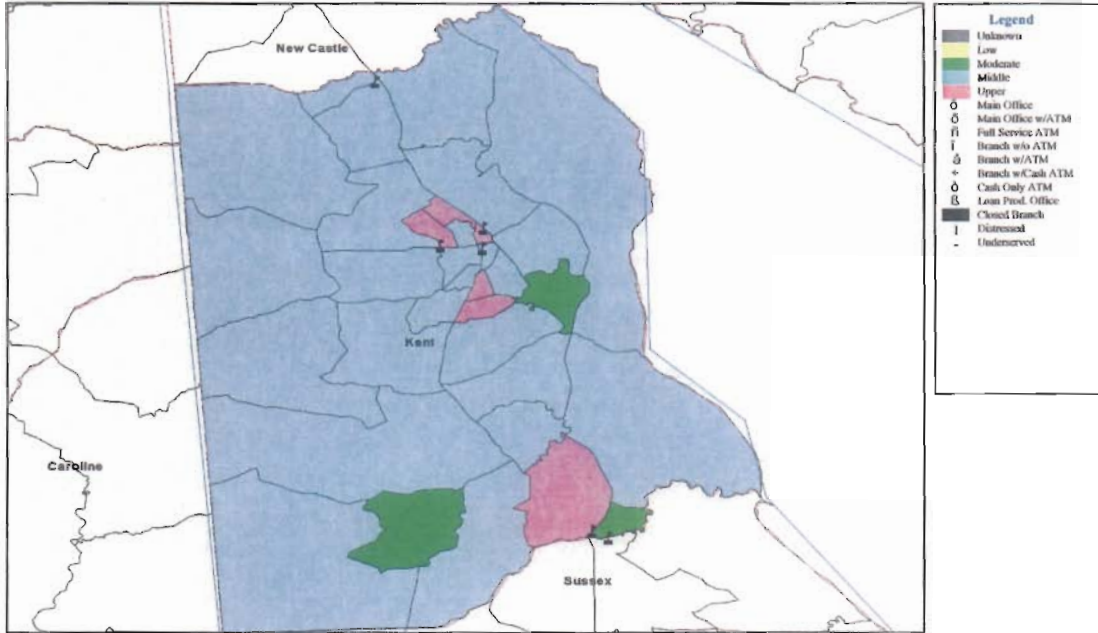 New Castle
Kent
Caroline
Sussex
Legend
Unknown
Low
Moderate
Middle
Upper
Ó Main Office
Õ Main Office w/ATM
ñ Full Service ATM
Ï Branch w/o ATM
á Branch w/ATM
÷ Branch w/Cash ATM
ò Cash Only ATM
ß Loan Prod. Office
Closed Branch
I Distressed
- Underserved